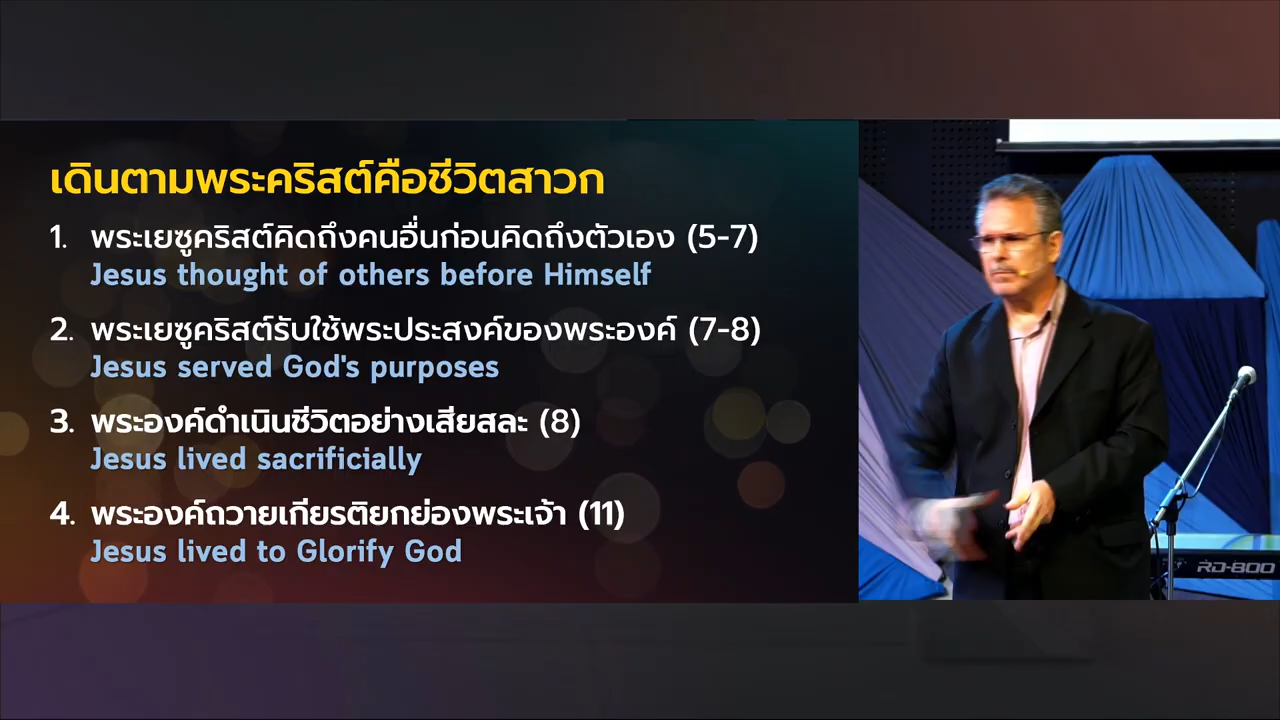 เดินตามพระคริสต์คือชีวิตสาวก
1. พระเยซูคริสต์คิดถึงคนอื่นก่อนคิดถึงตัวเอง (5-7)
Jesus thought of others before Himself
2. พระเยซูคริสต์รับใช้พระประสงค์ของพระองค์ (7-8)
Jesus served God's purposes
3. พระองค์ดำเนินชีวิตอย่างเสียสละ (8)
Jesus lived sacrificially
4. พระองค์ถวายเกียรติยกย่องพระเจ้า (11)
Jesus lived to Glorify God
RD-800